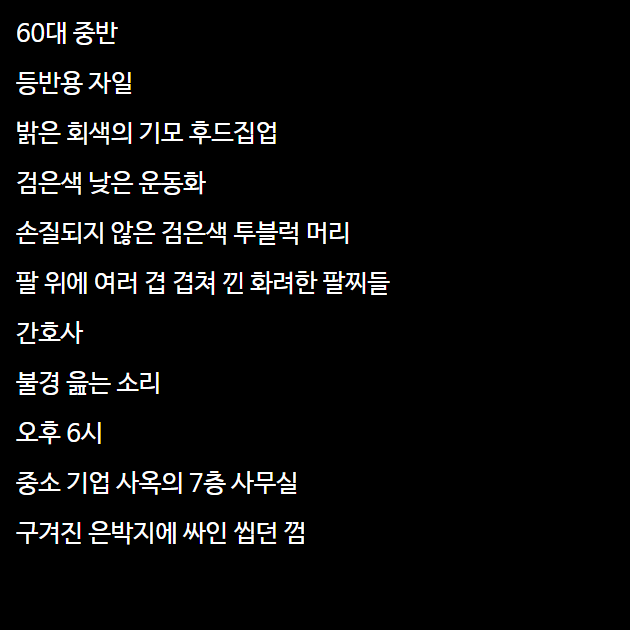 60대 중반
등반용 자일
밝은 회색의 기모 후드집업
검은색 낮은 운동화
손질되지 않은 검은색 투블럭 머리
팔 위에 여러 겹 겹쳐 낀 화려한 팔찌들
간호사
불경 읊는 소리
오후 6시
중소 기업 사옥의 7층 사무실
구겨진 은박지에 싸인 씹던 껌